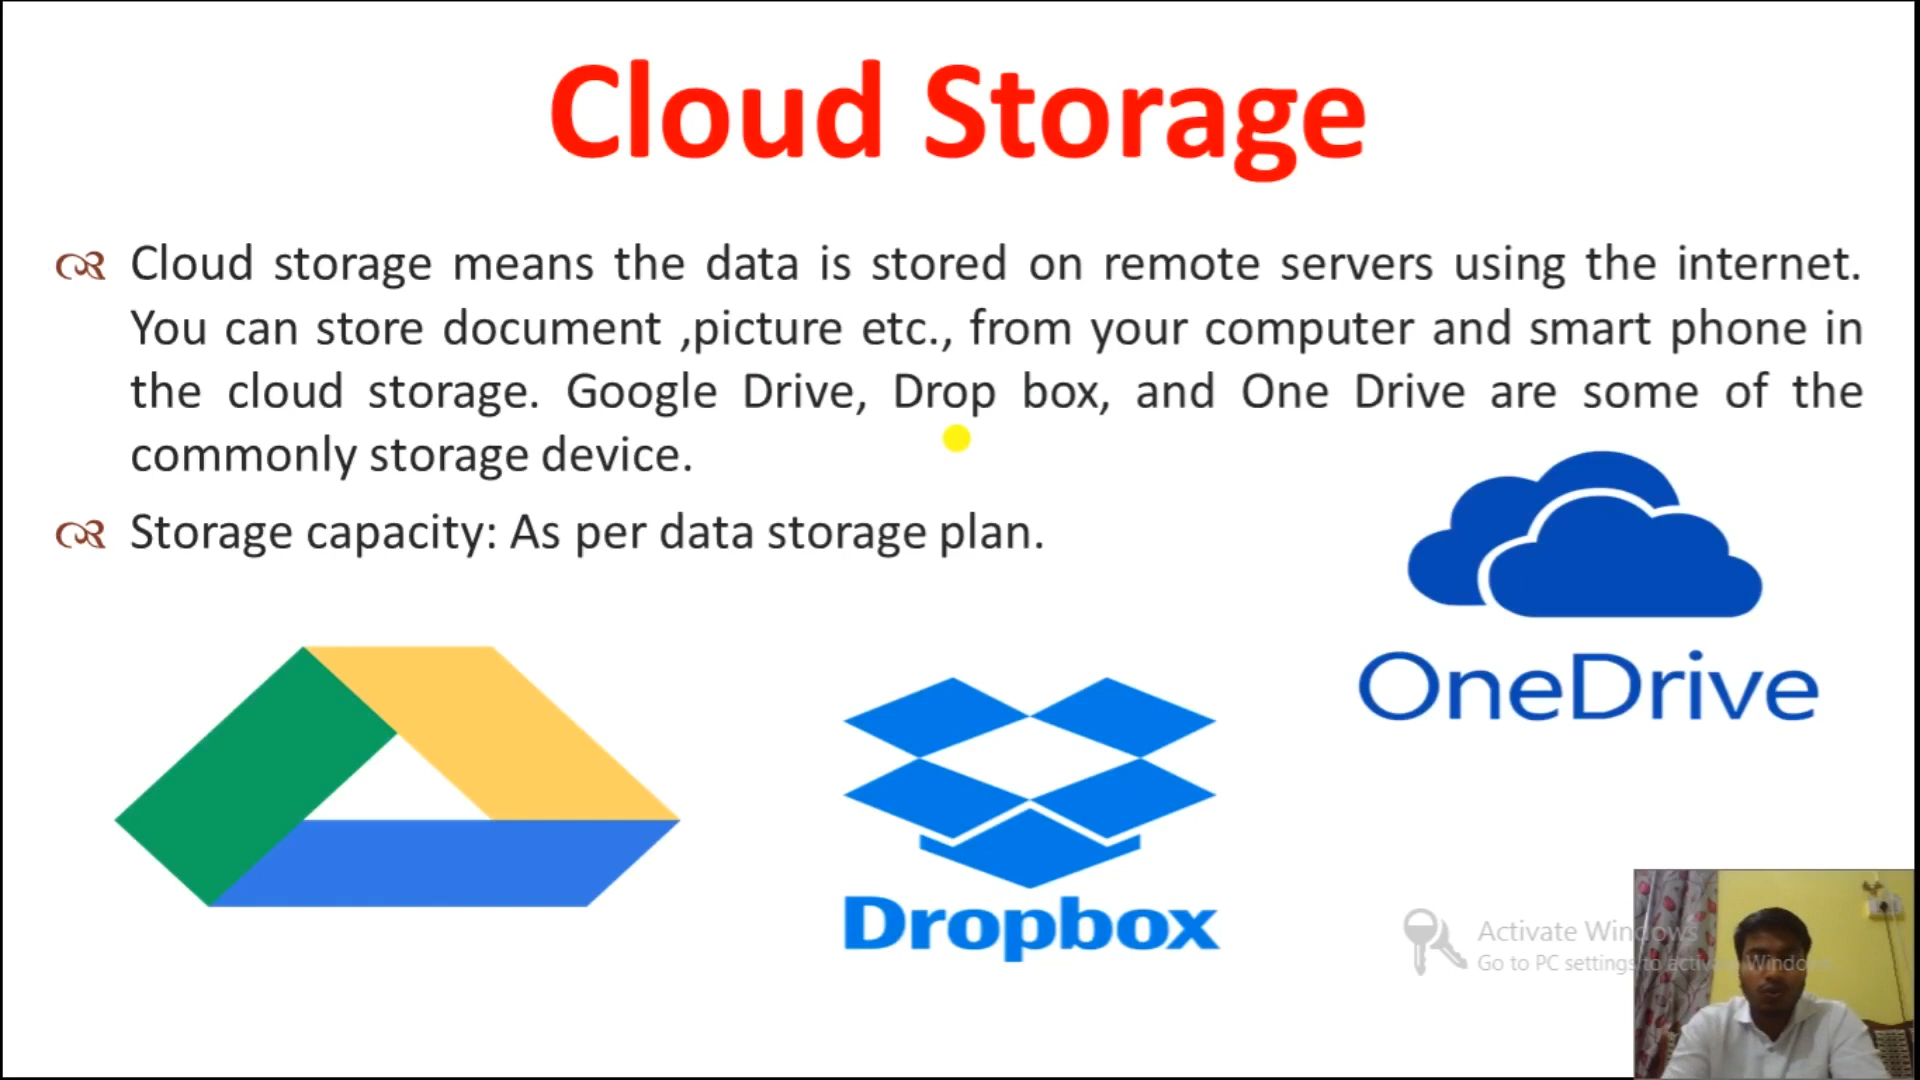 Cloud Storage
Cloud storage means the data is stored on remote servers using the internet.
You can store document ,picture etc., from your computer and smart phone in
the cloud storage. Google Drive, Drop box, and One Drive are some of the
commonly storage device.
Storage capacity: As per data storage plan.
OneDrive
Dropbox
Activate Windows
Go to PC settings to activate Windows.